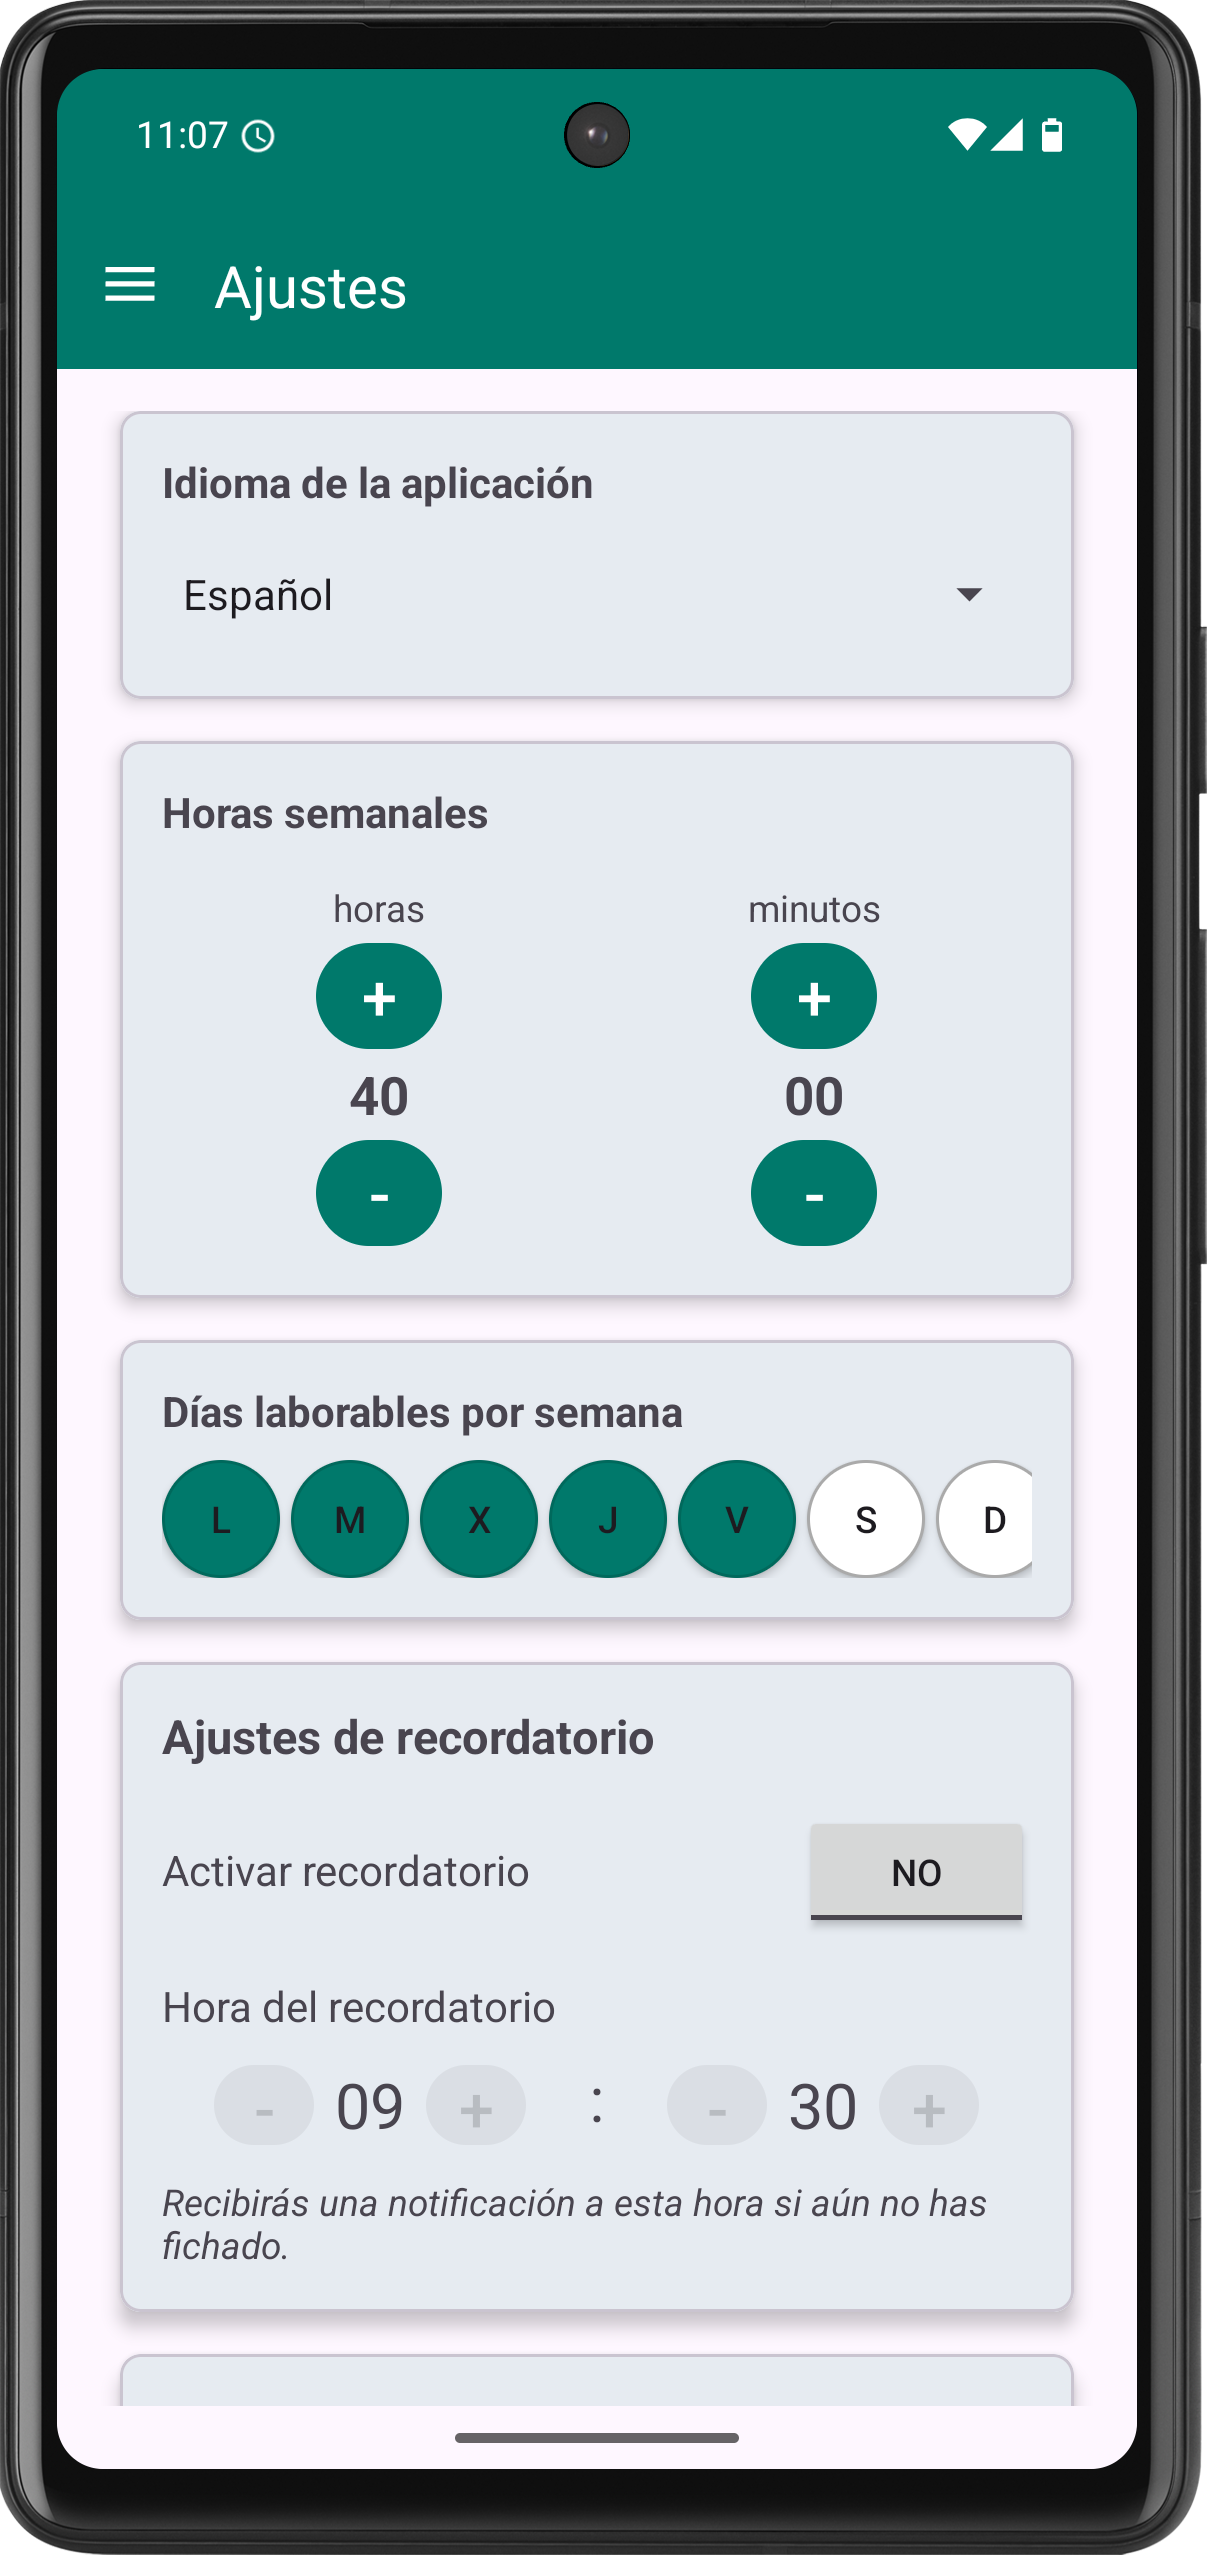 11:07
Ajustes
Idioma de la aplicación
Español
Horas semanales
horas minutos
+ +
40 00
- -
Días laborables por semana
L M X J V S D
Ajustes de recordatorio
Activar recordatorio NO
Hora del recordatorio
- 09 + : - 30 +
Recibirás una notificación a esta hora si aún no has
fichado.